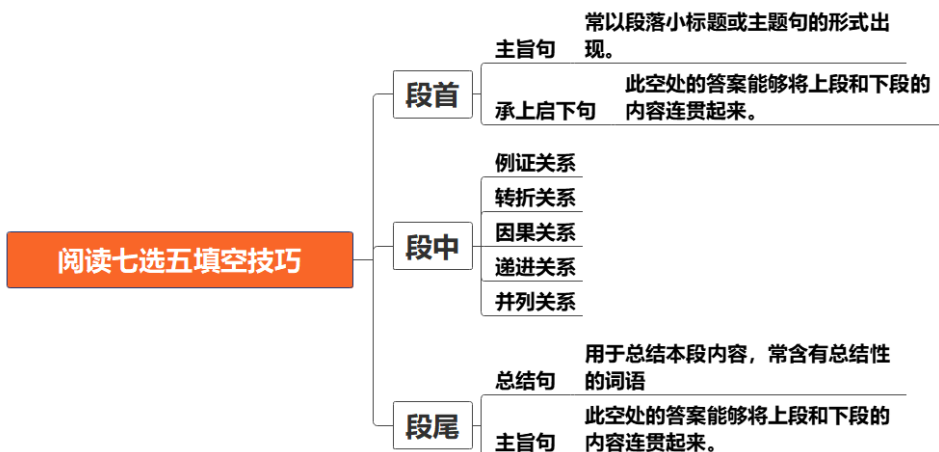 阅读七选五填空技巧
段首
主旨句
常以段落小标题或主题句的形式出
现。
承上启下句
此空处的答案能够将上段和下段的
内容连贯起来。
段中
例证关系
转折关系
因果关系
递进关系
并列关系
段尾
总结句
用于总结本段内容，常含有总结性
的词语
主旨句
此空处的答案能够将上段和下段的
内容连贯起来。